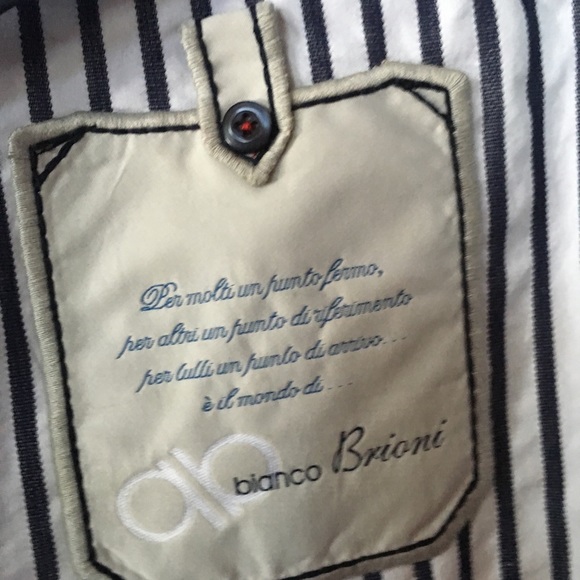 Per molti un punto fermo,
per altri un punto di riferimento
per tutti un punto di arrivo...
è il mondo di...
bianco Brioni